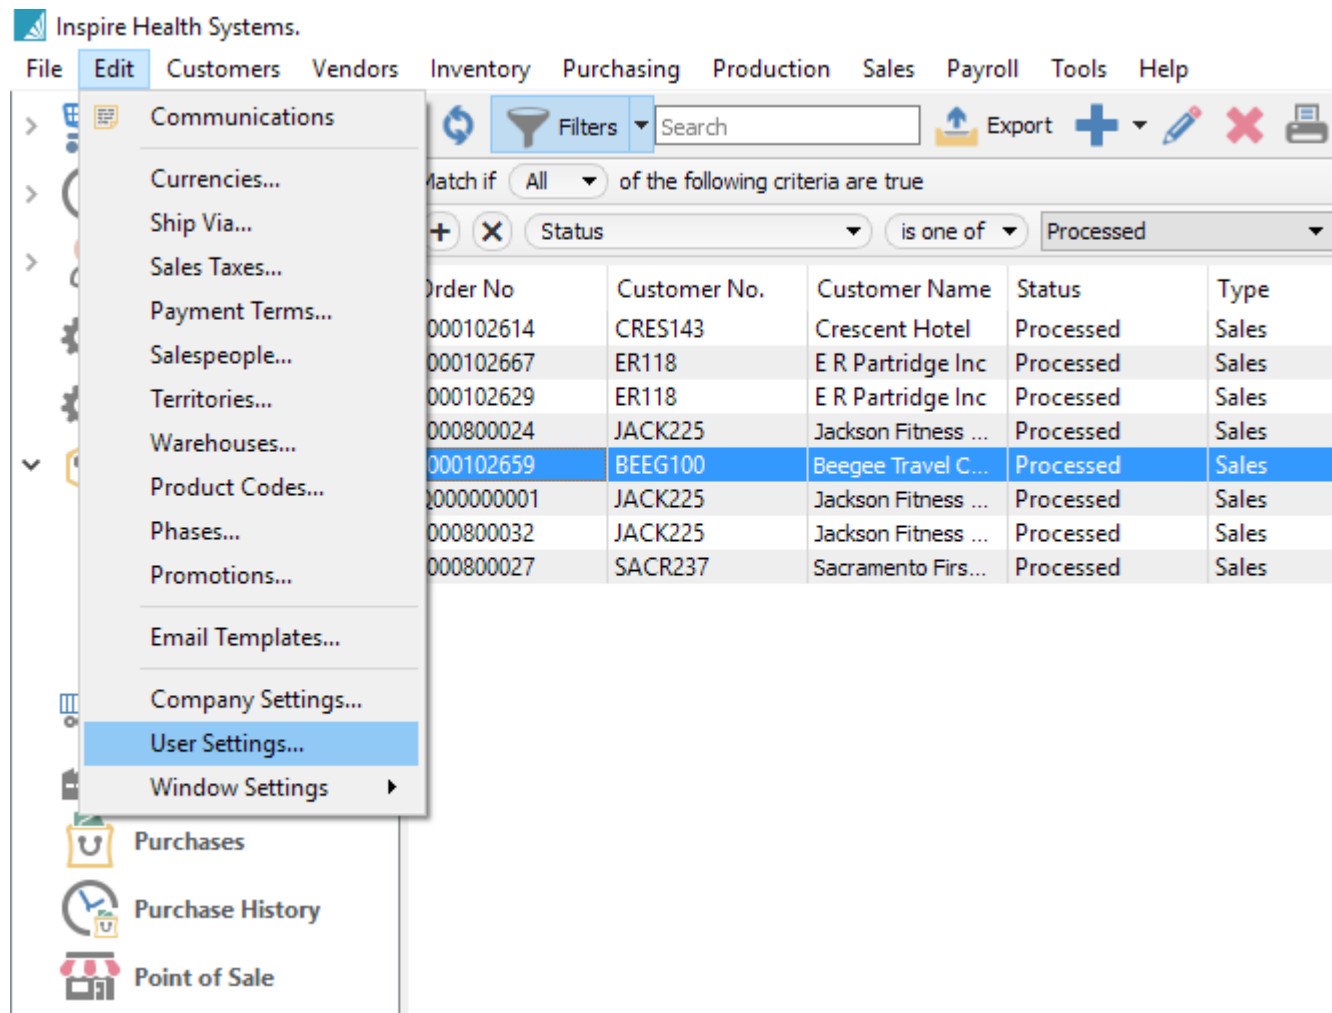 Inspire Health Systems.
File Edit Customers Vendors Inventory Purchasing Production Sales Payroll Tools Help
Communications
Currencies...
Ship Via...
Sales Taxes...
Payment Terms...
Salespeople...
Territories...
Warehouses...
Product Codes...
Phases...
Promotions...
Email Templates...
Company Settings...
User Settings...
Window Settings
Purchases
Purchase History
Point of Sale
Filters Search Export
Match if All of the following criteria are true
Status is one of Processed
Order No Customer No. Customer Name Status Type
000102614 CRES143 Crescent Hotel Processed Sales
000102667 ER118 E R Partridge Inc Processed Sales
000102629 ER118 E R Partridge Inc Processed Sales
000800024 JACK225 Jackson Fitness ... Processed Sales
000102659 BEEG100 Beegee Travel C... Processed Sales
Q000000001 JACK225 Jackson Fitness ... Processed Sales
000800032 JACK225 Jackson Fitness ... Processed Sales
000800027 SACR237 Sacramento Firs... Processed Sales